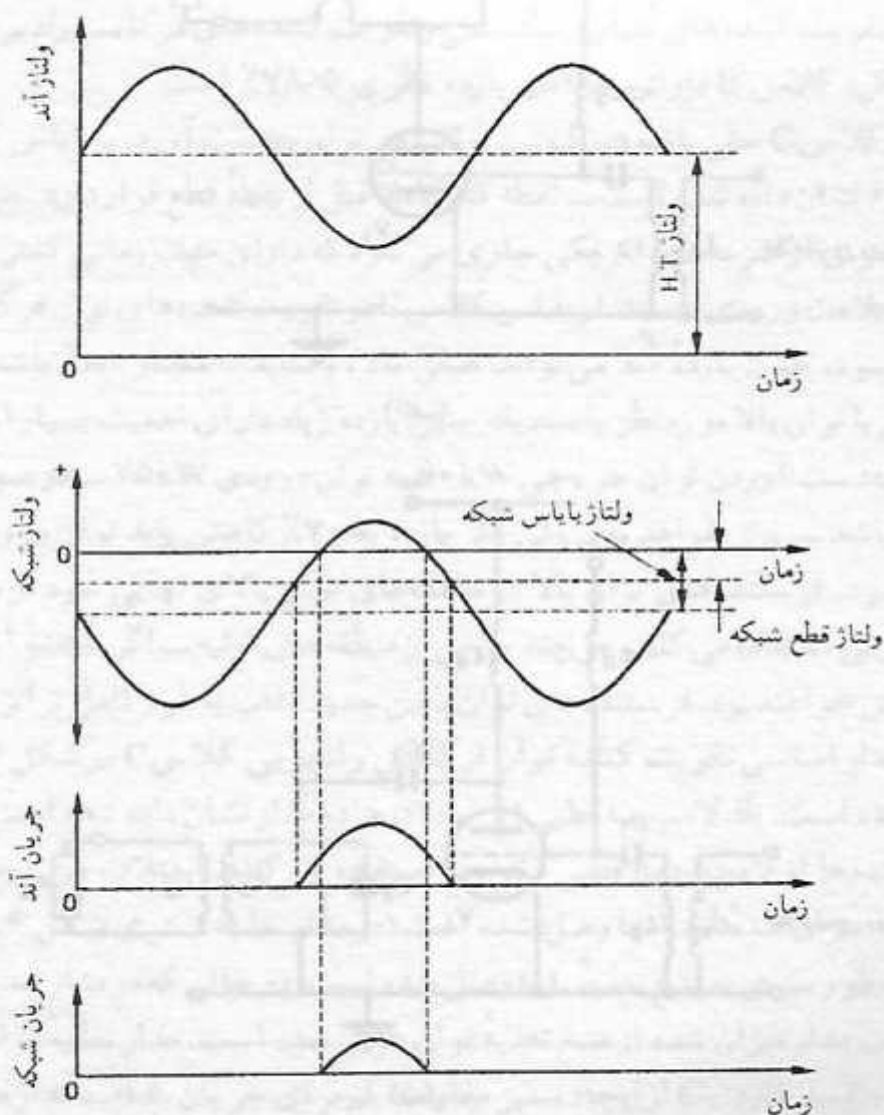 ولتاژ آند
ولتاژ H.T
0
زمان
+
ولتاژ شبکه
0
ولتاژ بایاس شبکه
زمان
ولتاژ قطع شبکه
جریان آند
0
زمان
جریان شبکه
0
زمان